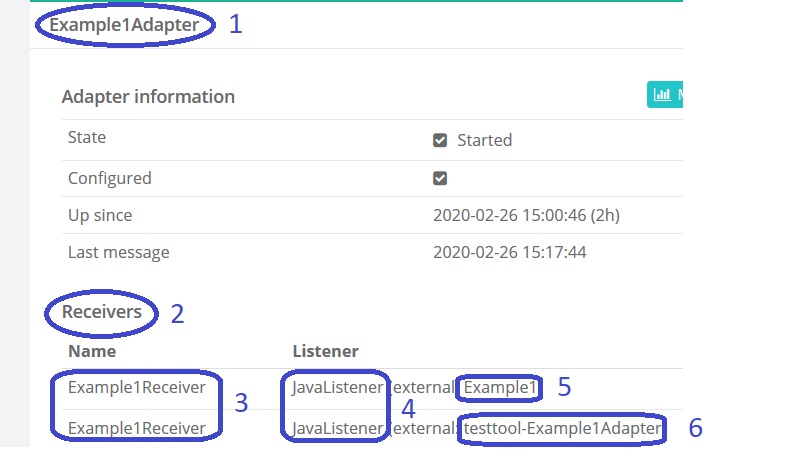 Example1Adapter 1
Adapter information
State Started
Configured
Up since 2020-02-26 15:00:46 (2h)
Last message 2020-02-26 15:17:44
Receivers 2
Name Listener
Example1Receiver 3 JavaListener (external: Example1 5
4
Example1Receiver JavaListener (external: testtool-Example1Adapter 6